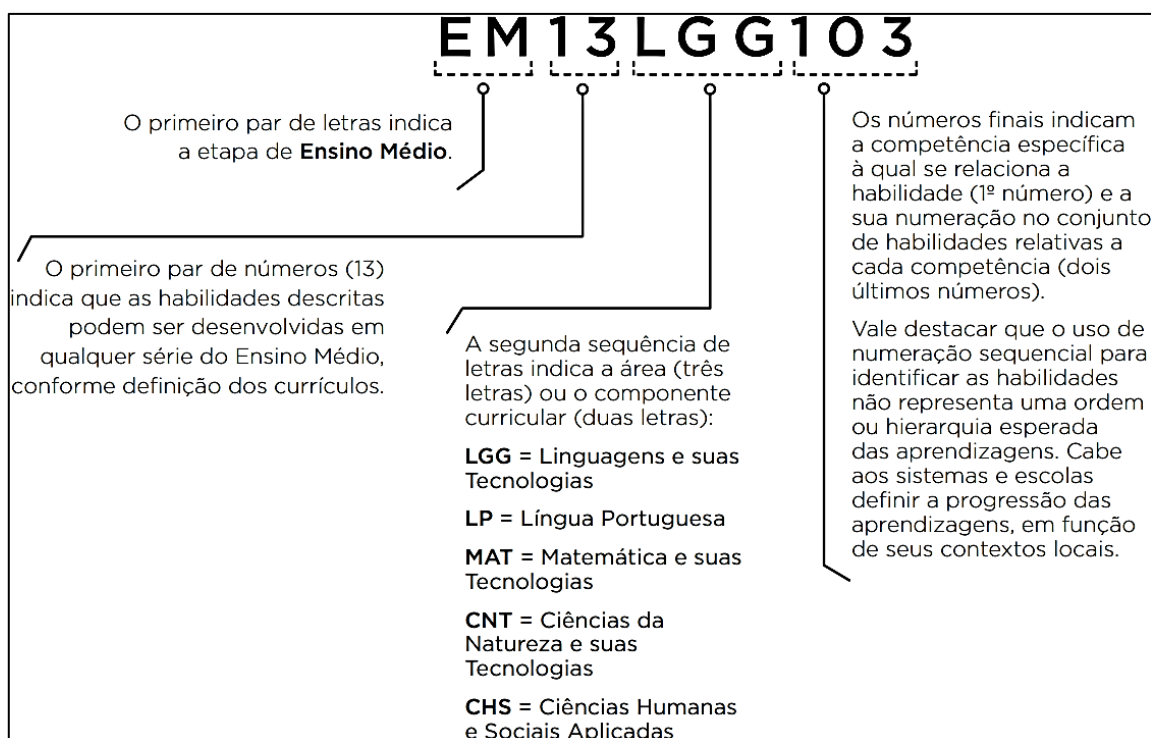 EM13LGG103
O primeiro par de letras indica
a etapa de Ensino Médio.
O primeiro par de números (13)
indica que as habilidades descritas
podem ser desenvolvidas em
qualquer série do Ensino Médio,
conforme definição dos currículos.
A segunda sequência de
letras indica a área (três
letras) ou o componente
curricular (duas letras):
LGG = Linguagens e suas
Tecnologias
LP = Língua Portuguesa
MAT = Matemática e suas
Tecnologias
CNT = Ciências da
Natureza e suas
Tecnologias
CHS = Ciências Humanas
e Sociais Aplicadas
Os números finais indicam
a competência específica
à qual se relaciona a
habilidade (1º número) e a
sua numeração no conjunto
de habilidades relativas a
cada competência (dois
últimos números).
Vale destacar que o uso de
numeração sequencial para
identificar as habilidades
não representa uma ordem
ou hierarquia esperada
das aprendizagens. Cabe
aos sistemas e escolas
definir a progressão das
aprendizagens, em função
de seus contextos locais.